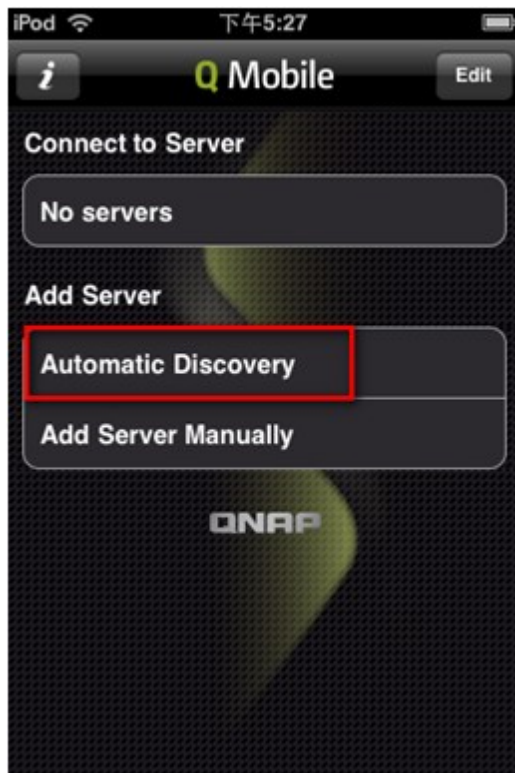 iPod 下午5:27
i Q Mobile Edit
Connect to Server
No servers
Add Server
Automatic Discovery
Add Server Manually
QNAP